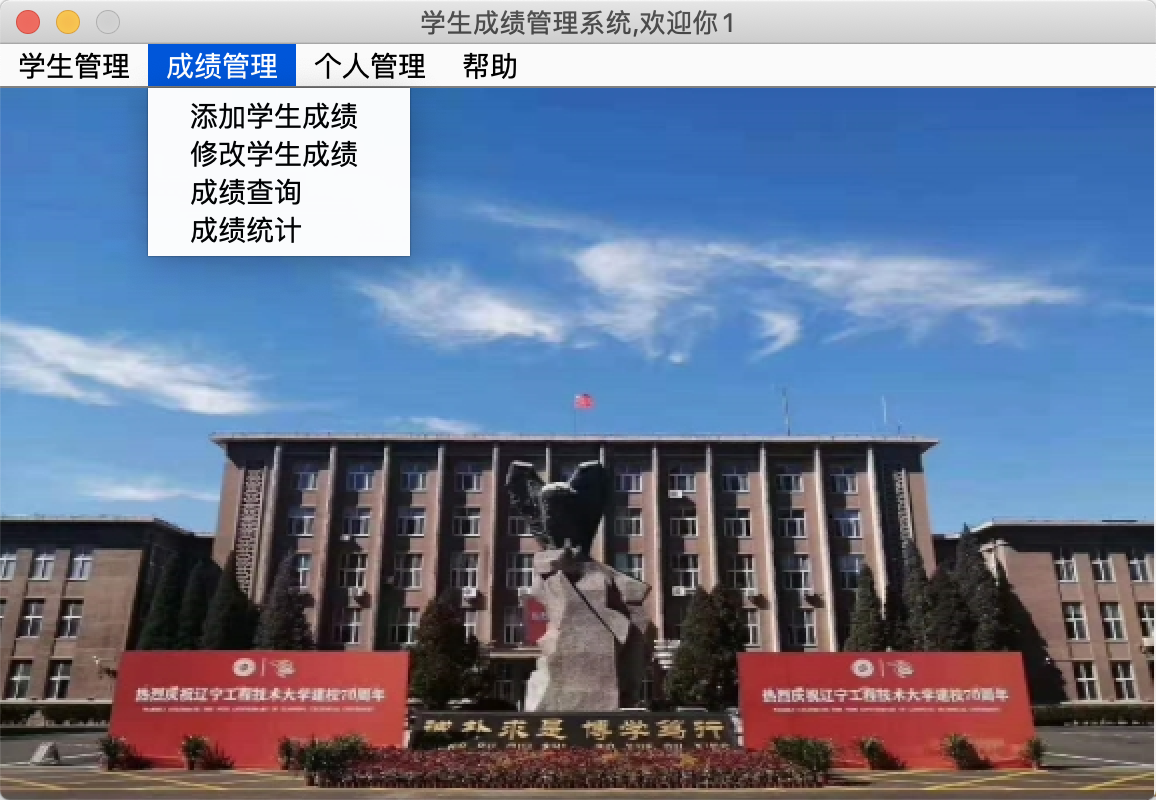 学生成绩管理系统,欢迎你1
学生管理 成绩管理 个人管理 帮助
添加学生成绩
修改学生成绩
成绩查询
成绩统计
热烈庆祝辽宁工程技术大学建校70周年
热烈庆祝辽宁工程技术大学建校70周年
求是 博学笃行